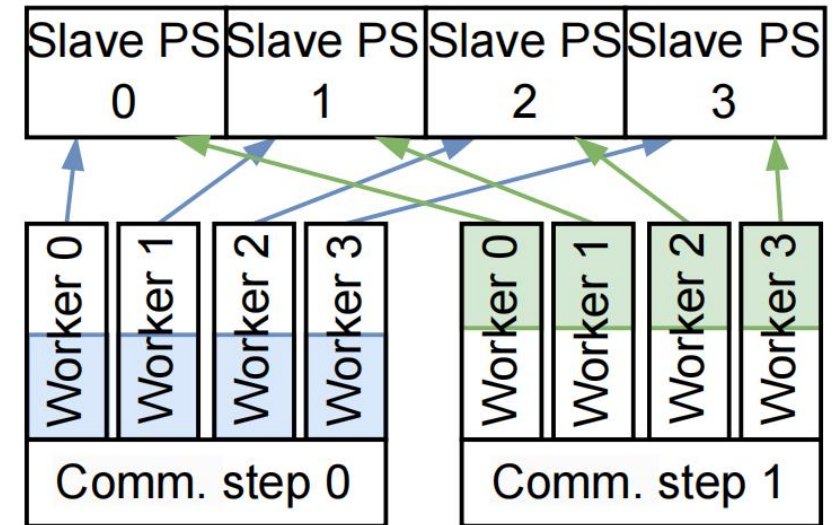 Slave PS
0
Slave PS
1
Slave PS
2
Slave PS
3
Worker 0
Worker 1
Worker 2
Worker 3
Comm. step 0
Worker 0
Worker 1
Worker 2
Worker 3
Comm. step 1